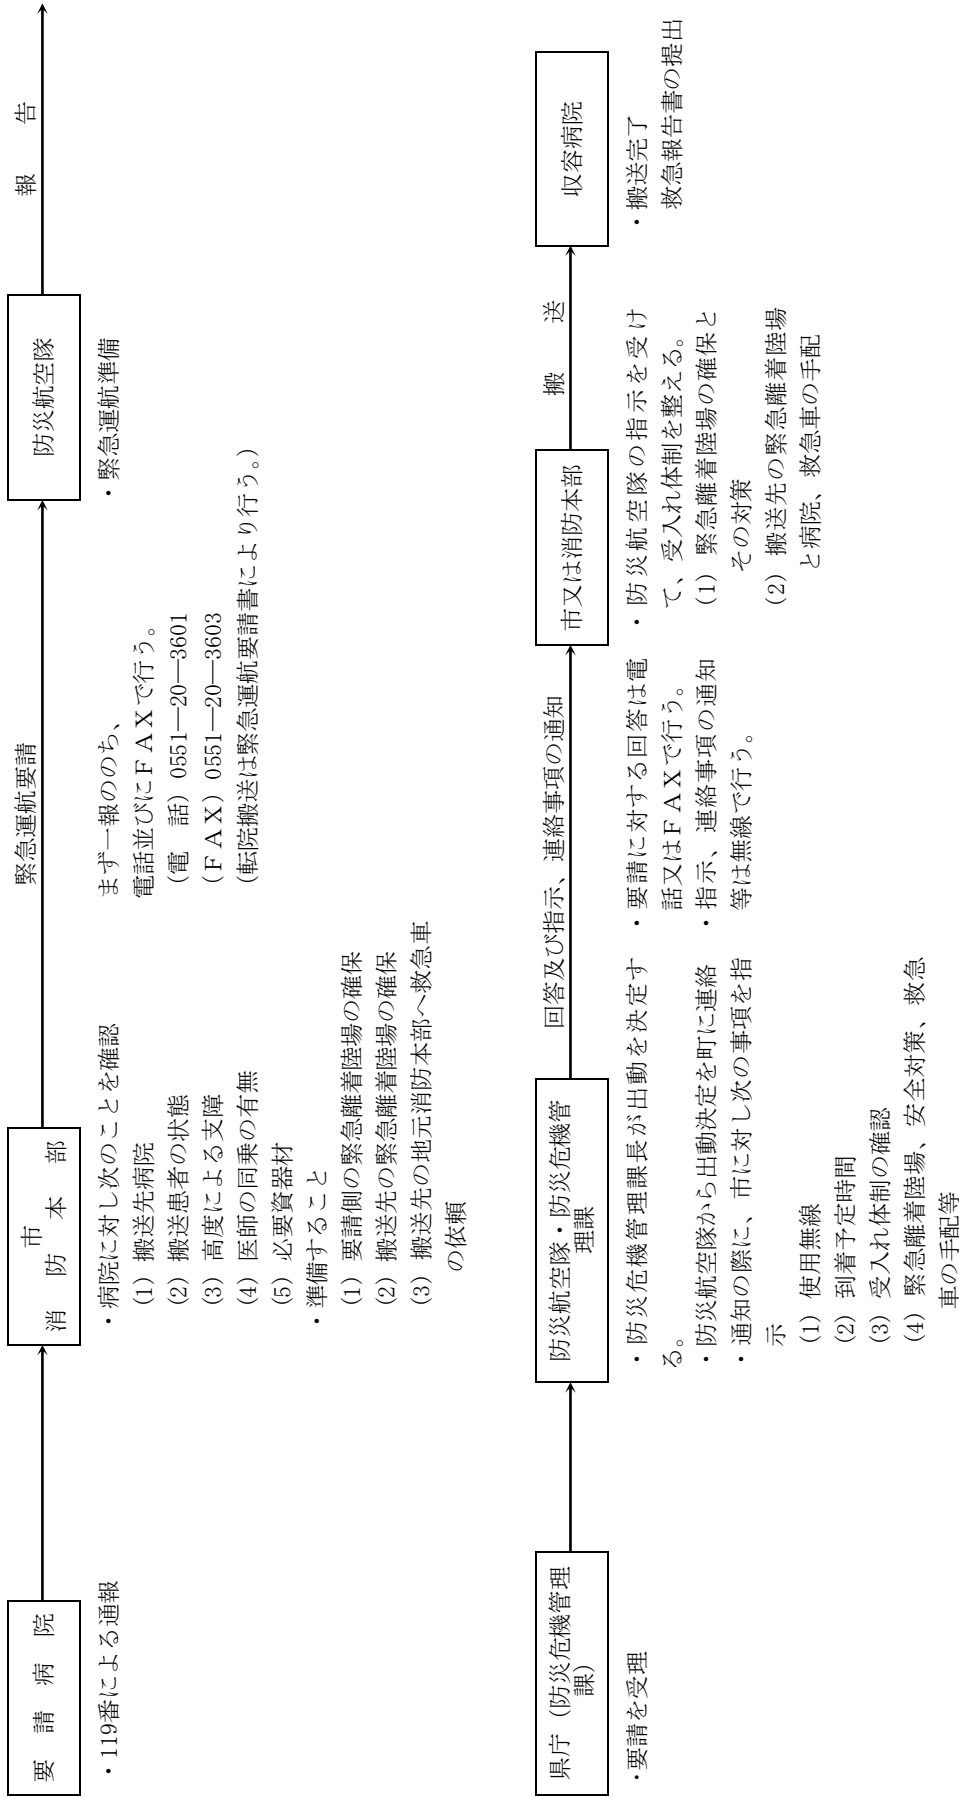 要請病院
・119番による通報
市
消防本部
・病院に対し次のことを確認
(1) 搬送先病院
(2) 搬送患者の状態
(3) 高度による支障
(4) 医師の同乗の有無
(5) 必要資器材
・準備すること
(1) 要請側の緊急離着陸場の確保
(2) 搬送先の緊急離着陸場の確保
(3) 搬送先の地元消防本部へ救急車
の依頼
緊急運航要請
まず一報ののち、
電話並びにＦＡＸで行う。
(電　話) 0551―20―3601
(ＦＡＸ) 0551―20―3603
(転院搬送は緊急運航要請書により行う。)
防災航空隊
・緊急運航準備
報　告
県庁（防災危機管理
課）
・要請を受理
防災航空隊・防災危機管
理課
・防災危機管理課長が出動を決定す
る。
・防災航空隊から出動決定を町に連絡
・通知の際に、市に対し次の事項を指
示
(1) 使用無線
(2) 到着予定時間
(3) 受入れ体制の確認
(4) 緊急離着陸場、安全対策、救急
車の手配等
回答及び指示、連絡事項の通知
・要請に対する回答は電
話又はＦＡＸで行う。
・指示、連絡事項の通知
等は無線で行う。
市又は消防本部
・防災航空隊の指示を受け
て、受入れ体制を整える。
(1) 緊急離着陸場の確保と
その対策
(2) 搬送先の緊急離着陸場
と病院、救急車の手配
搬　送
収容病院
・搬送完了
救急報告書の提出